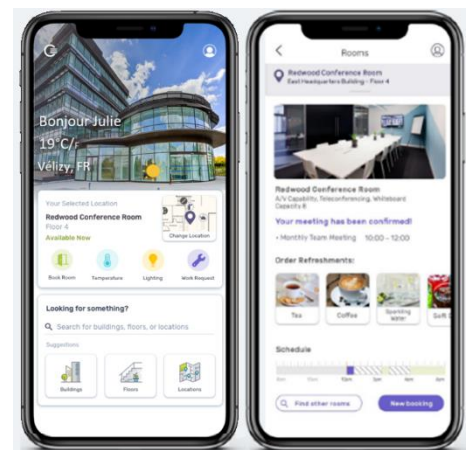 Bonjour Julie
19°C/F
Vélizy, FR
Your Selected Location
Redwood Conference Room
Floor 4
Available Now
Change Location
Book Room
Temperature
Lighting
Work Request
Looking for something?
Search for buildings, floors, or locations
Suggestions
Buildings
Floors
Locations
Rooms
Redwood Conference Room
East Headquarters Building - Floor 4
Redwood Conference Room
A/V Capability, Teleconferencing, Whiteboard
Capacity 8
Your meeting has been confirmed!
• Monthly Team Meeting 10:00 - 12:00
Order Refreshments:
Tea
Coffee
Sparkling
Water
Soft
Schedule
10am
Find other rooms
New booking